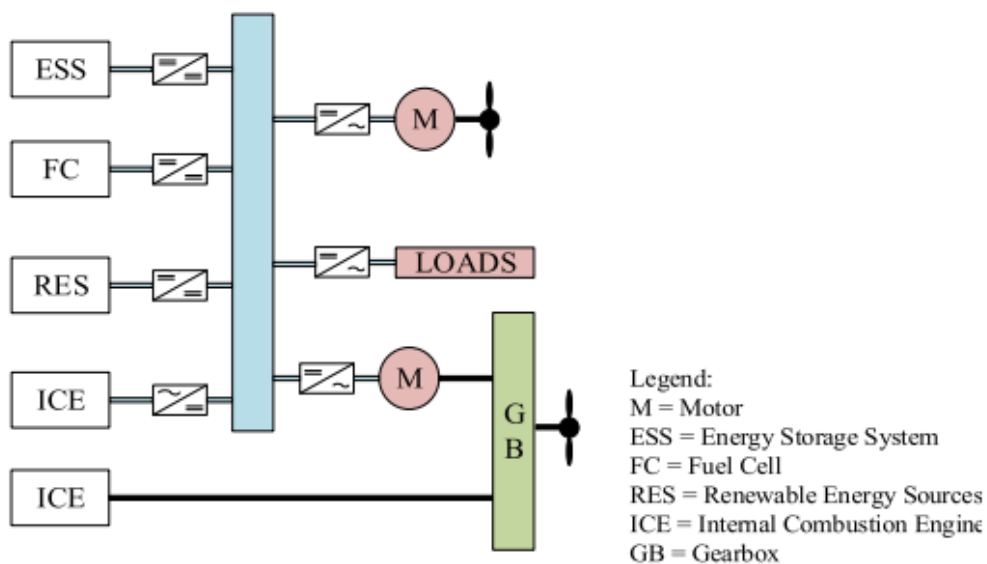 ESS
M
FC
LOADS
RES
M
ICE
G
B
ICE
Legend:
M = Motor
ESS = Energy Storage System
FC = Fuel Cell
RES = Renewable Energy Sources
ICE = Internal Combustion Engine
GB = Gearbox